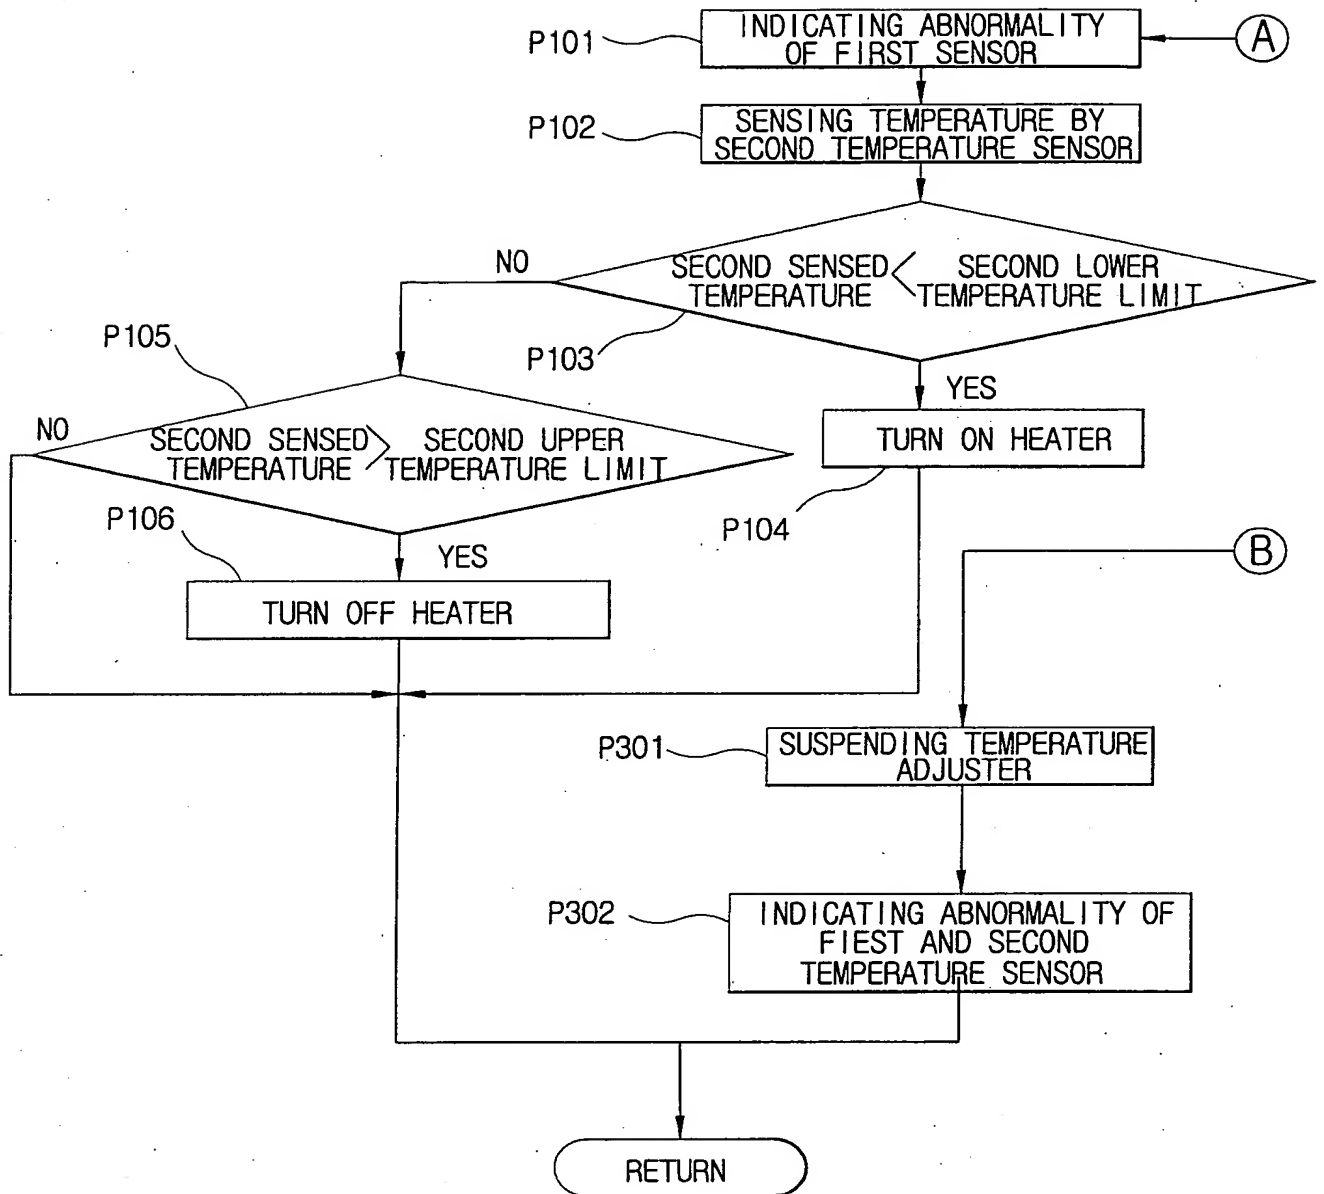 P101
INDICATING ABNORMALITY
OF FIRST SENSOR
A
P102
SENSING TEMPERATURE BY
SECOND TEMPERATURE SENSOR
NO
SECOND SENSED < SECOND LOWER
TEMPERATURE TEMPERATURE LIMIT
P103
YES
P105
NO
SECOND SENSED > SECOND UPPER
TEMPERATURE TEMPERATURE LIMIT
TURN ON HEATER
P104
P106
YES
B
TURN OFF HEATER
P301
SUSPENDING TEMPERATURE
ADJUSTER
P302
INDICATING ABNORMALITY OF
FIEST AND SECOND
TEMPERATURE SENSOR
RETURN